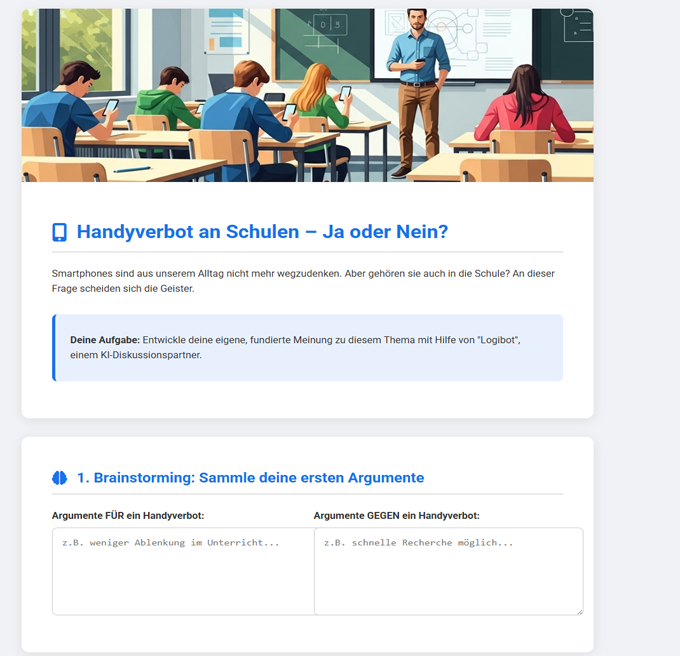 Handyverbot an Schulen – Ja oder Nein?
Smartphones sind aus unserem Alltag nicht mehr wegzudenken. Aber gehören sie auch in die Schule? An dieser
Frage scheiden sich die Geister.
Deine Aufgabe: Entwickle deine eigene, fundierte Meinung zu diesem Thema mit Hilfe von "Logibot",
einem KI-Diskussionspartner.
1. Brainstorming: Sammle deine ersten Argumente
Argumente FÜR ein Handyverbot:
z.B. weniger Ablenkung im Unterricht...
Argumente GEGEN ein Handyverbot:
z.B. schnelle Recherche möglich...